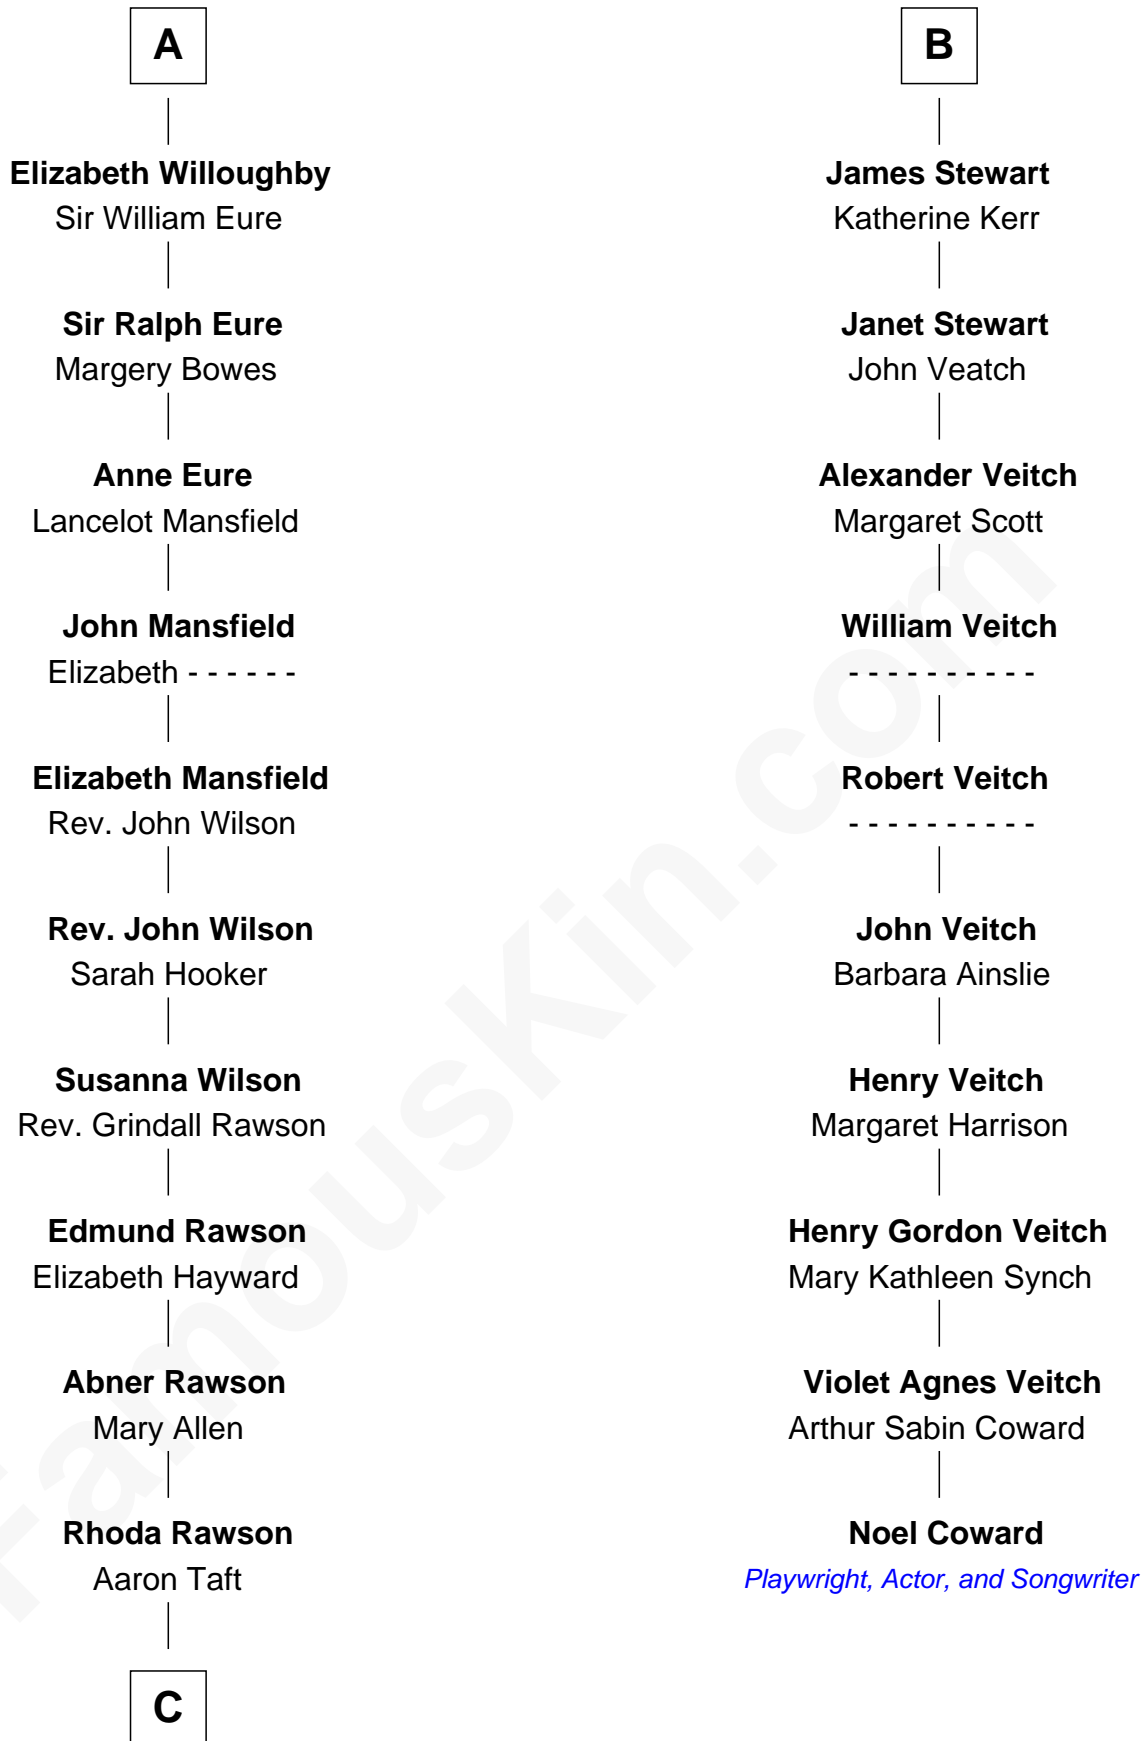 A
Elizabeth Willoughby
Sir William Eure
Sir Ralph Eure
Margery Bowes
Anne Eure
Lancelot Mansfield
John Mansfield
Elizabeth - - - - - -
Elizabeth Mansfield
Rev. John Wilson
Rev. John Wilson
Sarah Hooker
Susanna Wilson
Rev. Grindall Rawson
Edmund Rawson
Elizabeth Hayward
Abner Rawson
Mary Allen
Rhoda Rawson
Aaron Taft
C
B
James Stewart
Katherine Kerr
Janet Stewart
John Veatch
Alexander Veitch
Margaret Scott
William Veitch
- - - - - - - - - -
Robert Veitch
- - - - - - - - - -
John Veitch
Barbara Ainslie
Henry Veitch
Margaret Harrison
Henry Gordon Veitch
Mary Kathleen Synch
Violet Agnes Veitch
Arthur Sabin Coward
Noel Coward
Playwright, Actor, and Songwriter
FamousKin.com